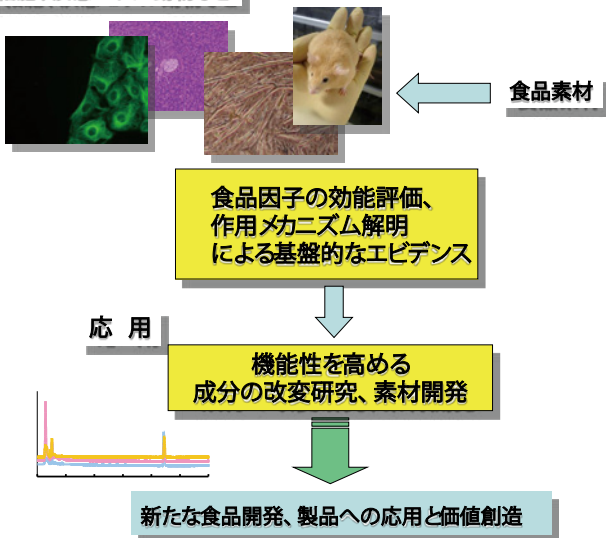 食品素材
食品因子の効能評価、
作用メカニズム解明
による基盤的なエビデンス
応 用
機能性を高める
成分の改変研究、素材開発
新たな食品開発、製品への応用と価値創造